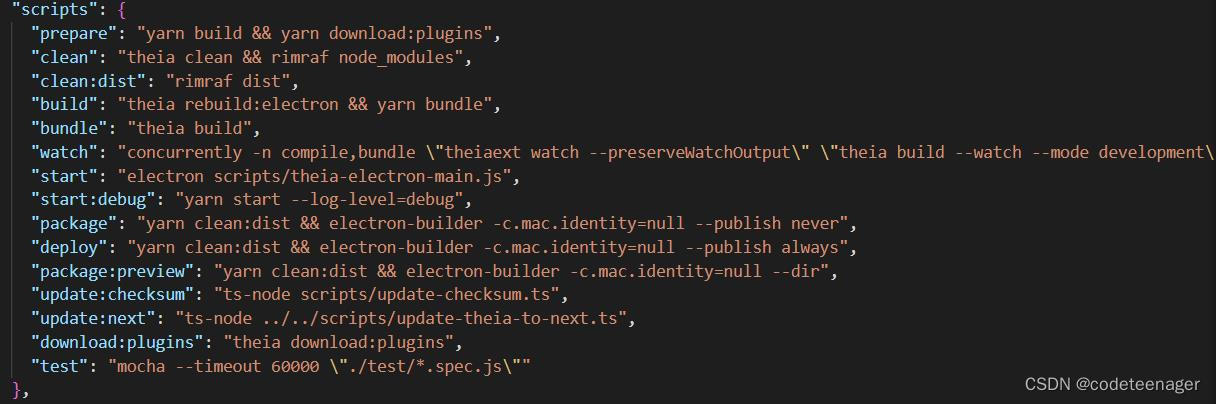 "scripts": {
"prepare": "yarn build && yarn download:plugins",
"clean": "theia clean && rimraf node_modules",
"clean:dist": "rimraf dist",
"build": "theia rebuild:electron && yarn bundle",
"bundle": "theia build",
"watch": "concurrently -n compile,bundle \"theiaext watch --preserveWatchOutput\" \"theia build --watch --mode development\
"start": "electron scripts/theia-electron-main.js",
"start:debug": "yarn start --log-level=debug",
"package": "yarn clean:dist && electron-builder -c.mac.identity=null --publish never",
"deploy": "yarn clean:dist && electron-builder -c.mac.identity=null --publish always",
"package:preview": "yarn clean:dist && electron-builder -c.mac.identity=null --dir",
"update:checksum": "ts-node scripts/update-checksum.ts",
"update:next": "ts-node ../../scripts/update-theia-to-next.ts",
"download:plugins": "theia download:plugins",
"test": "mocha --timeout 60000 \"./test/*.spec.js\""
},
CSDN @codeteenager